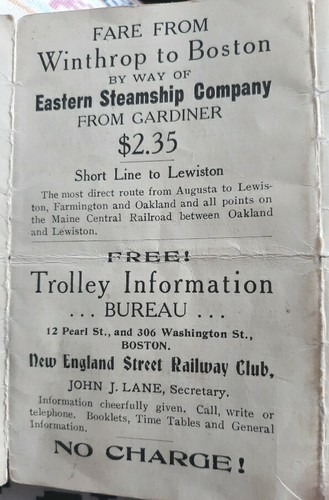 FARE FROM
Winthrop to Boston
BY WAY OF
Eastern Steamship Company
FROM GARDINER
$2.35
Short Line to Lewiston
The most direct route from Augusta to Lewis-
ton, Farmington and Oakland and all points on
the Maine Central Railroad between Oakland
and Lewiston.
FREE!
Trolley Information
... BUREAU ...
12 Pearl St., and 306 Washington St.,
BOSTON.
New England Street Railway Club,
JOHN J. LANE, Secretary.
Information cheerfully given. Call, write or
telephone. Booklets, Time Tables and General
Information.
NO CHARGE!